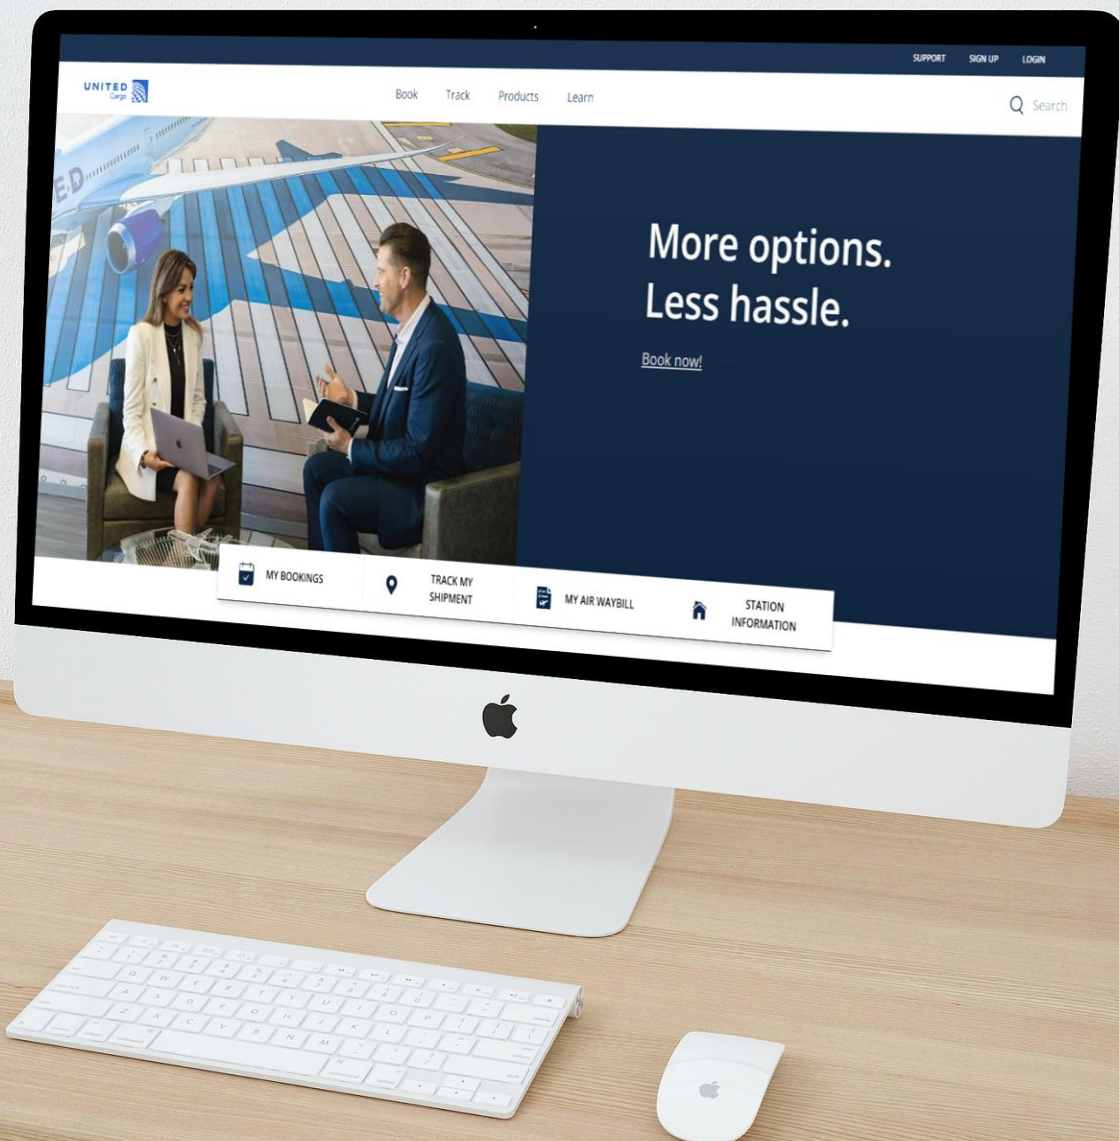 SUPPORT SIGN UP LOGIN
UNITED
Cargo
Book Track Products Learn
Search
ED
More options.
Less hassle.
Book now!
MY BOOKINGS
TRACK MY
SHIPMENT
MY AIR WAYBILL
STATION
INFORMATION
Q W E R T Y U I O P
A S D F G H J K L
Z X C V B N M